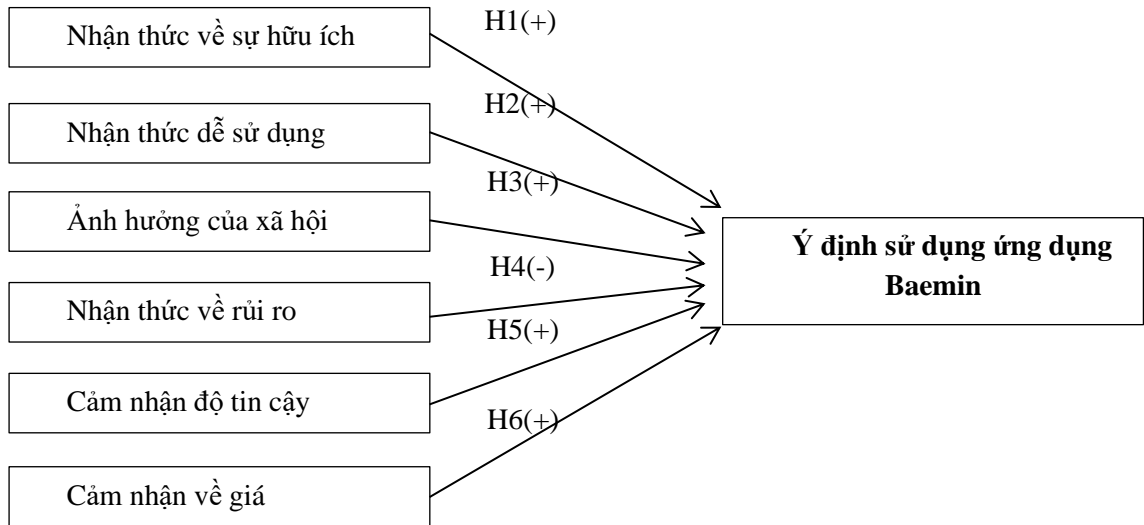 H1(+)
Nhận thức về sự hữu ích
H2(+)
Nhận thức dễ sử dụng
H3(+)
Ảnh hưởng của xã hội
Ý định sử dụng ứng dụng
Baemin
H4(-)
Nhận thức về rủi ro
H5(+)
Cảm nhận độ tin cậy
H6(+)
Cảm nhận về giá